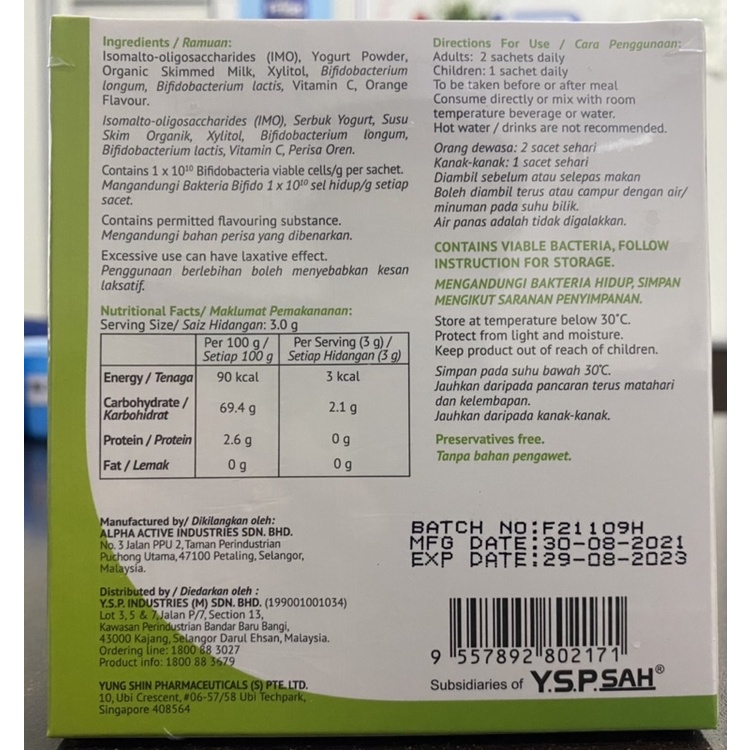 Ingredients / Ramuan:
Isomalto-oligosaccharides (IMO), Yogurt Powder,
Organic Skimmed Milk, Xylitol, Bifidobacterium
longum, Bifidobacterium lactis, Vitamin C, Orange
Flavour.
Isomalto-oligosaccharides (IMO), Serbuk Yogurt, Susu
Skim Organik, Xylitol, Bifidobacterium longum,
Bifidobacterium lactis, Vitamin C, Perisa Oren.
Contains 1 x 10¹⁰ Bifidobacteria viable cells/g per sachet.
Mangandungi Bakteria Bifido 1 x 10¹⁰ sel hidup/g setiap
sacet.
Contains permitted flavouring substance.
Mengandungi bahan perisa yang dibenarkan.
Excessive use can have laxative effect.
Penggunaan berlebihan boleh menyebabkan kesan
laksatif.
Nutritional Facts/ Maklumat Pemakananan:
Serving Size/ Saiz Hidangan: 3.0 g
Per 100 g / Per Serving (3 g) /
Setiap 100 g Setiap Hidangan (3 g)
Energy / Tenaga 90 kcal 3 kcal
Carbohydrate /
Karbohidrat 69.4 g 2.1 g
Protein / Protein 2.6 g 0 g
Fat / Lemak 0 g 0 g
Manufactured by/ Dikilangkan oleh:
ALPHA ACTIVE INDUSTRIES SDN. BHD.
No. 3 Jalan PPU 2, Taman Perindustrian
Puchong Utama, 47100 Petaling, Selangor,
Malaysia.
Distributed by / Diedarkan oleh :
Y.S.P. INDUSTRIES (M) SDN. BHD. (199001001034)
Lot 3, 5 & 7, Jalan P/7, Section 13,
Kawasan Perindustrian Bandar Baru Bangi,
43000 Kajang, Selangor Darul Ehsan, Malaysia.
Ordering line: 1800 88 3027
Product info: 1800 88 3679
YUNG SHIN PHARMACEUTICALS (S) PTE. LTD.
10, Ubi Crescent, #06-57/58 Ubi Techpark,
Singapore 408564
Directions For Use / Cara Penggunaan:
Adults: 2 sachets daily
Children: 1 sachet daily
To be taken before or after meal
Consume directly or mix with room
temperature beverage or water.
Hot water / drinks are not recommended.
Orang dewasa: 2 sacet sehari
Kanak-kanak: 1 sacet sehari
Diambil sebelum atau selepas makan
Boleh diambil terus atau campur dengan air/
minuman pada suhu bilik.
Air panas adalah tidak digalakkan.
CONTAINS VIABLE BACTERIA, FOLLOW
INSTRUCTION FOR STORAGE.
MENGANDUNGI BAKTERIA HIDUP, SIMPAN
MENGIKUT SARANAN PENYIMPANAN.
Store at temperature below 30°C.
Protect from light and moisture.
Keep product out of reach of children.
Simpan pada suhu bawah 30°C.
Jauhkan daripada pancaran terus matahari
dan kelembapan.
Jauhkan daripada kanak-kanak.
Preservatives free.
Tanpa bahan pengawet.
BATCH NO:F21109H
MFG DATE:30-08-2021
EXP DATE:29-08-2023
9 557892 802171
Subsidiaries of Y.S.P.SAH®